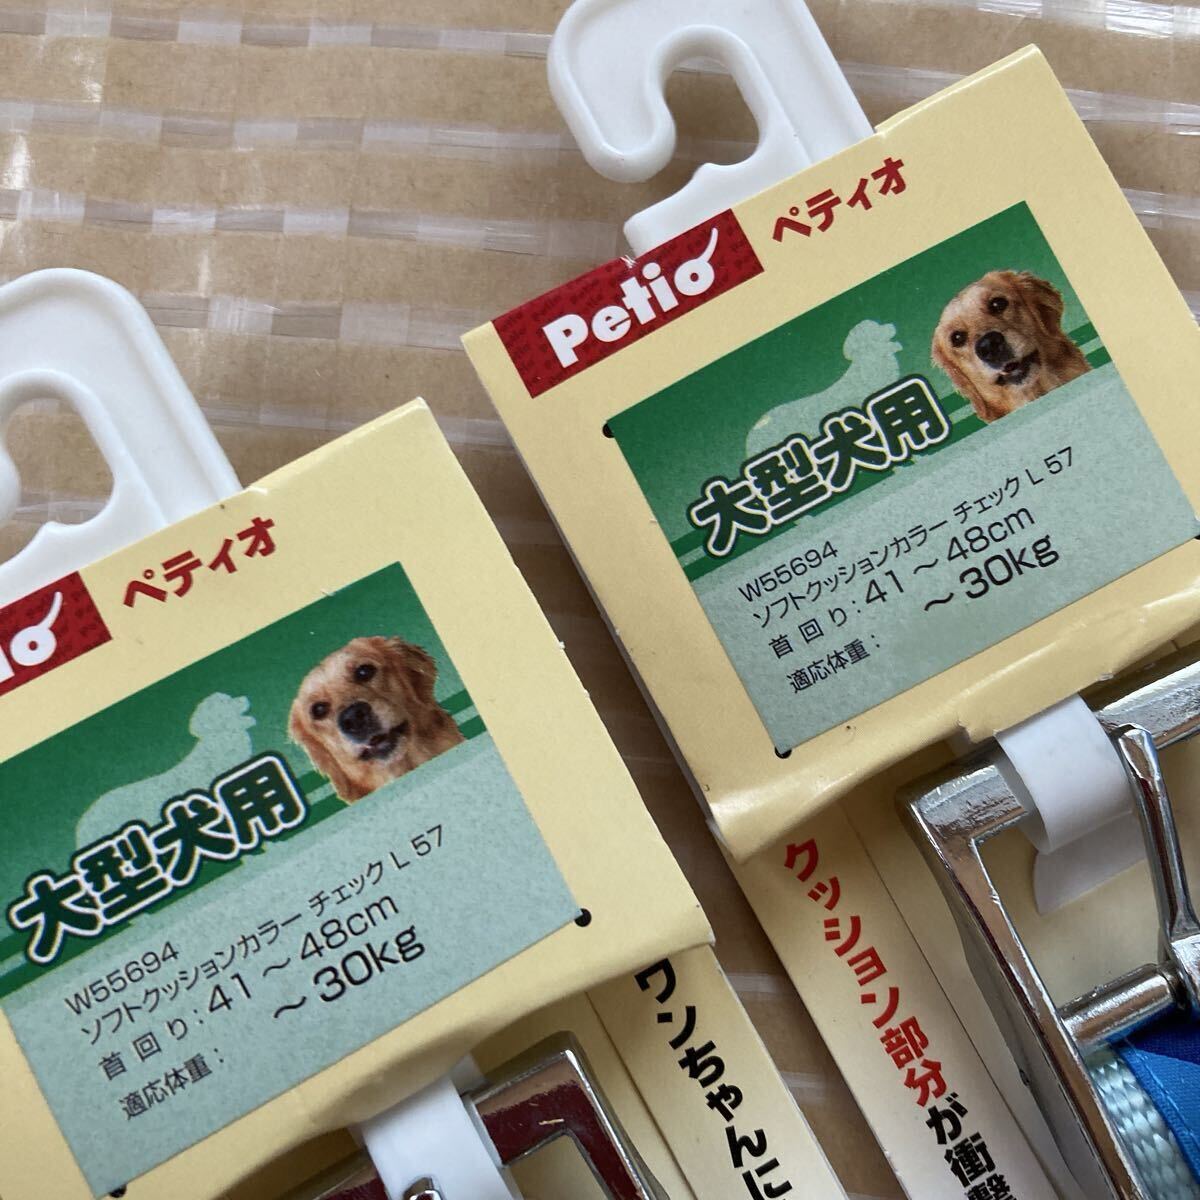 Petio ペティオ
大型犬用
W55694
ソフトクッションカラー チェック L 57
首回り:41～48cm
適応体重: ～30kg
クッション部分が衝撃
io ペティオ
大型犬用
W55694
ソフトクッションカラー チェック L 57
首回り:41～48cm
適応体重: ～30kg
ワンちゃんに